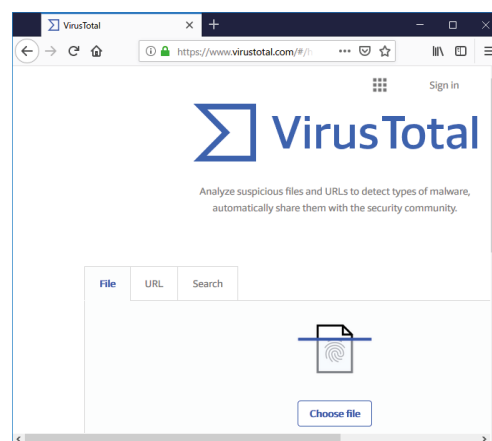 VirusTotal
https://www.virustotal.com/#/h
Sign in
VirusTotal
Analyze suspicious files and URLs to detect types of malware,
automatically share them with the security community.
File URL Search
Choose file